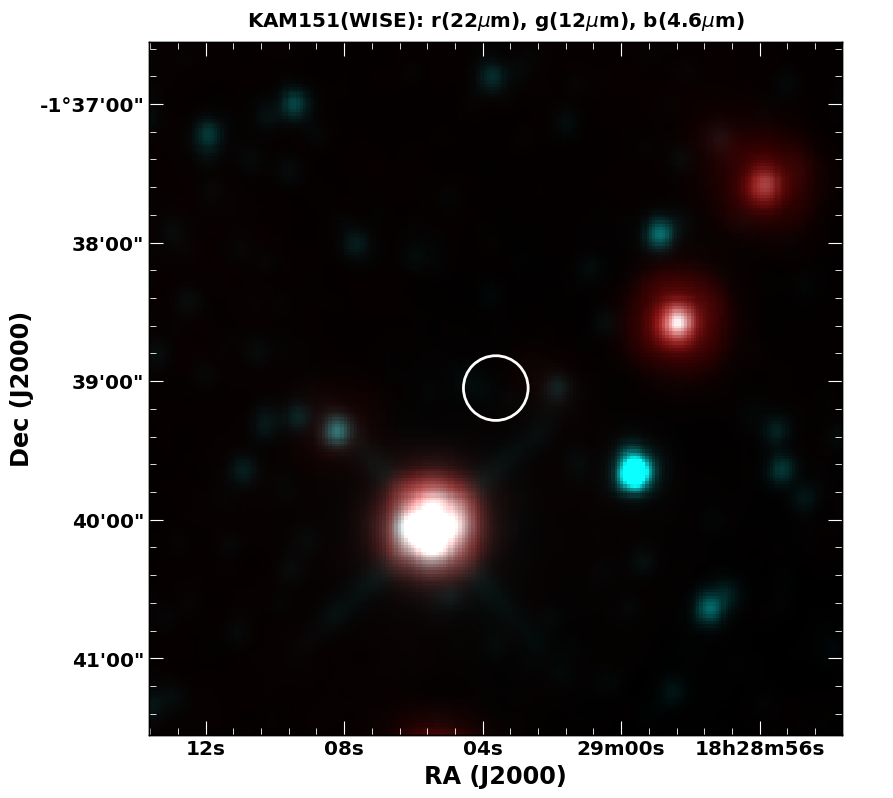 KAM151(WISE): r(22μm), g(12μm), b(4.6μm)
Dec (J2000)
-1°37'00"
38'00"
39'00"
40'00"
41'00"
12s 08s 04s 29m00s 18h28m56s
RA (J2000)